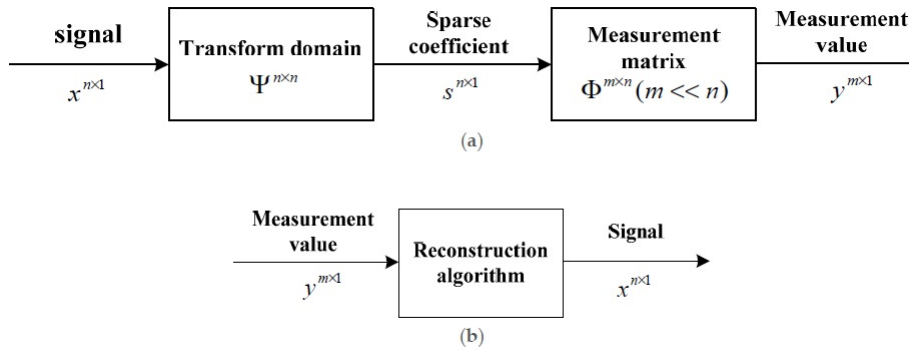 signal
x^{n×1}
Transform domain
Ψ^{n×n}
Sparse
coefficient
s^{n×1}
Measurement
matrix
Φ^{m×n}(m << n)
Measurement
value
y^{m×1}
(a)
Measurement
value
y^{m×1}
Reconstruction
algorithm
Signal
x^{n×1}
(b)